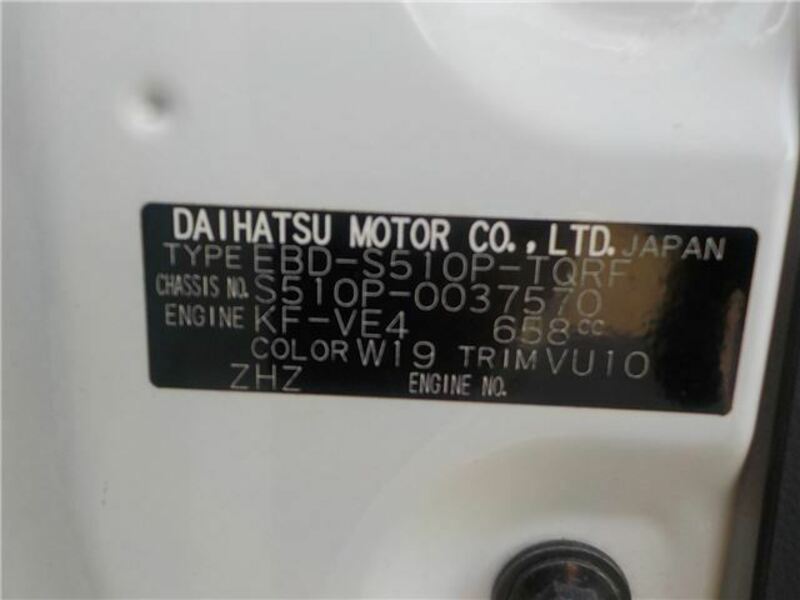 DAIHATSU MOTOR CO., LTD. JAPAN
TYPE EBD-S510P-TQRF
CHASSIS NO. S510P-0037570
ENGINE KF-VE4 658cc
COLOR W19 TRIM VU10
ZHZ ENGINE NO.